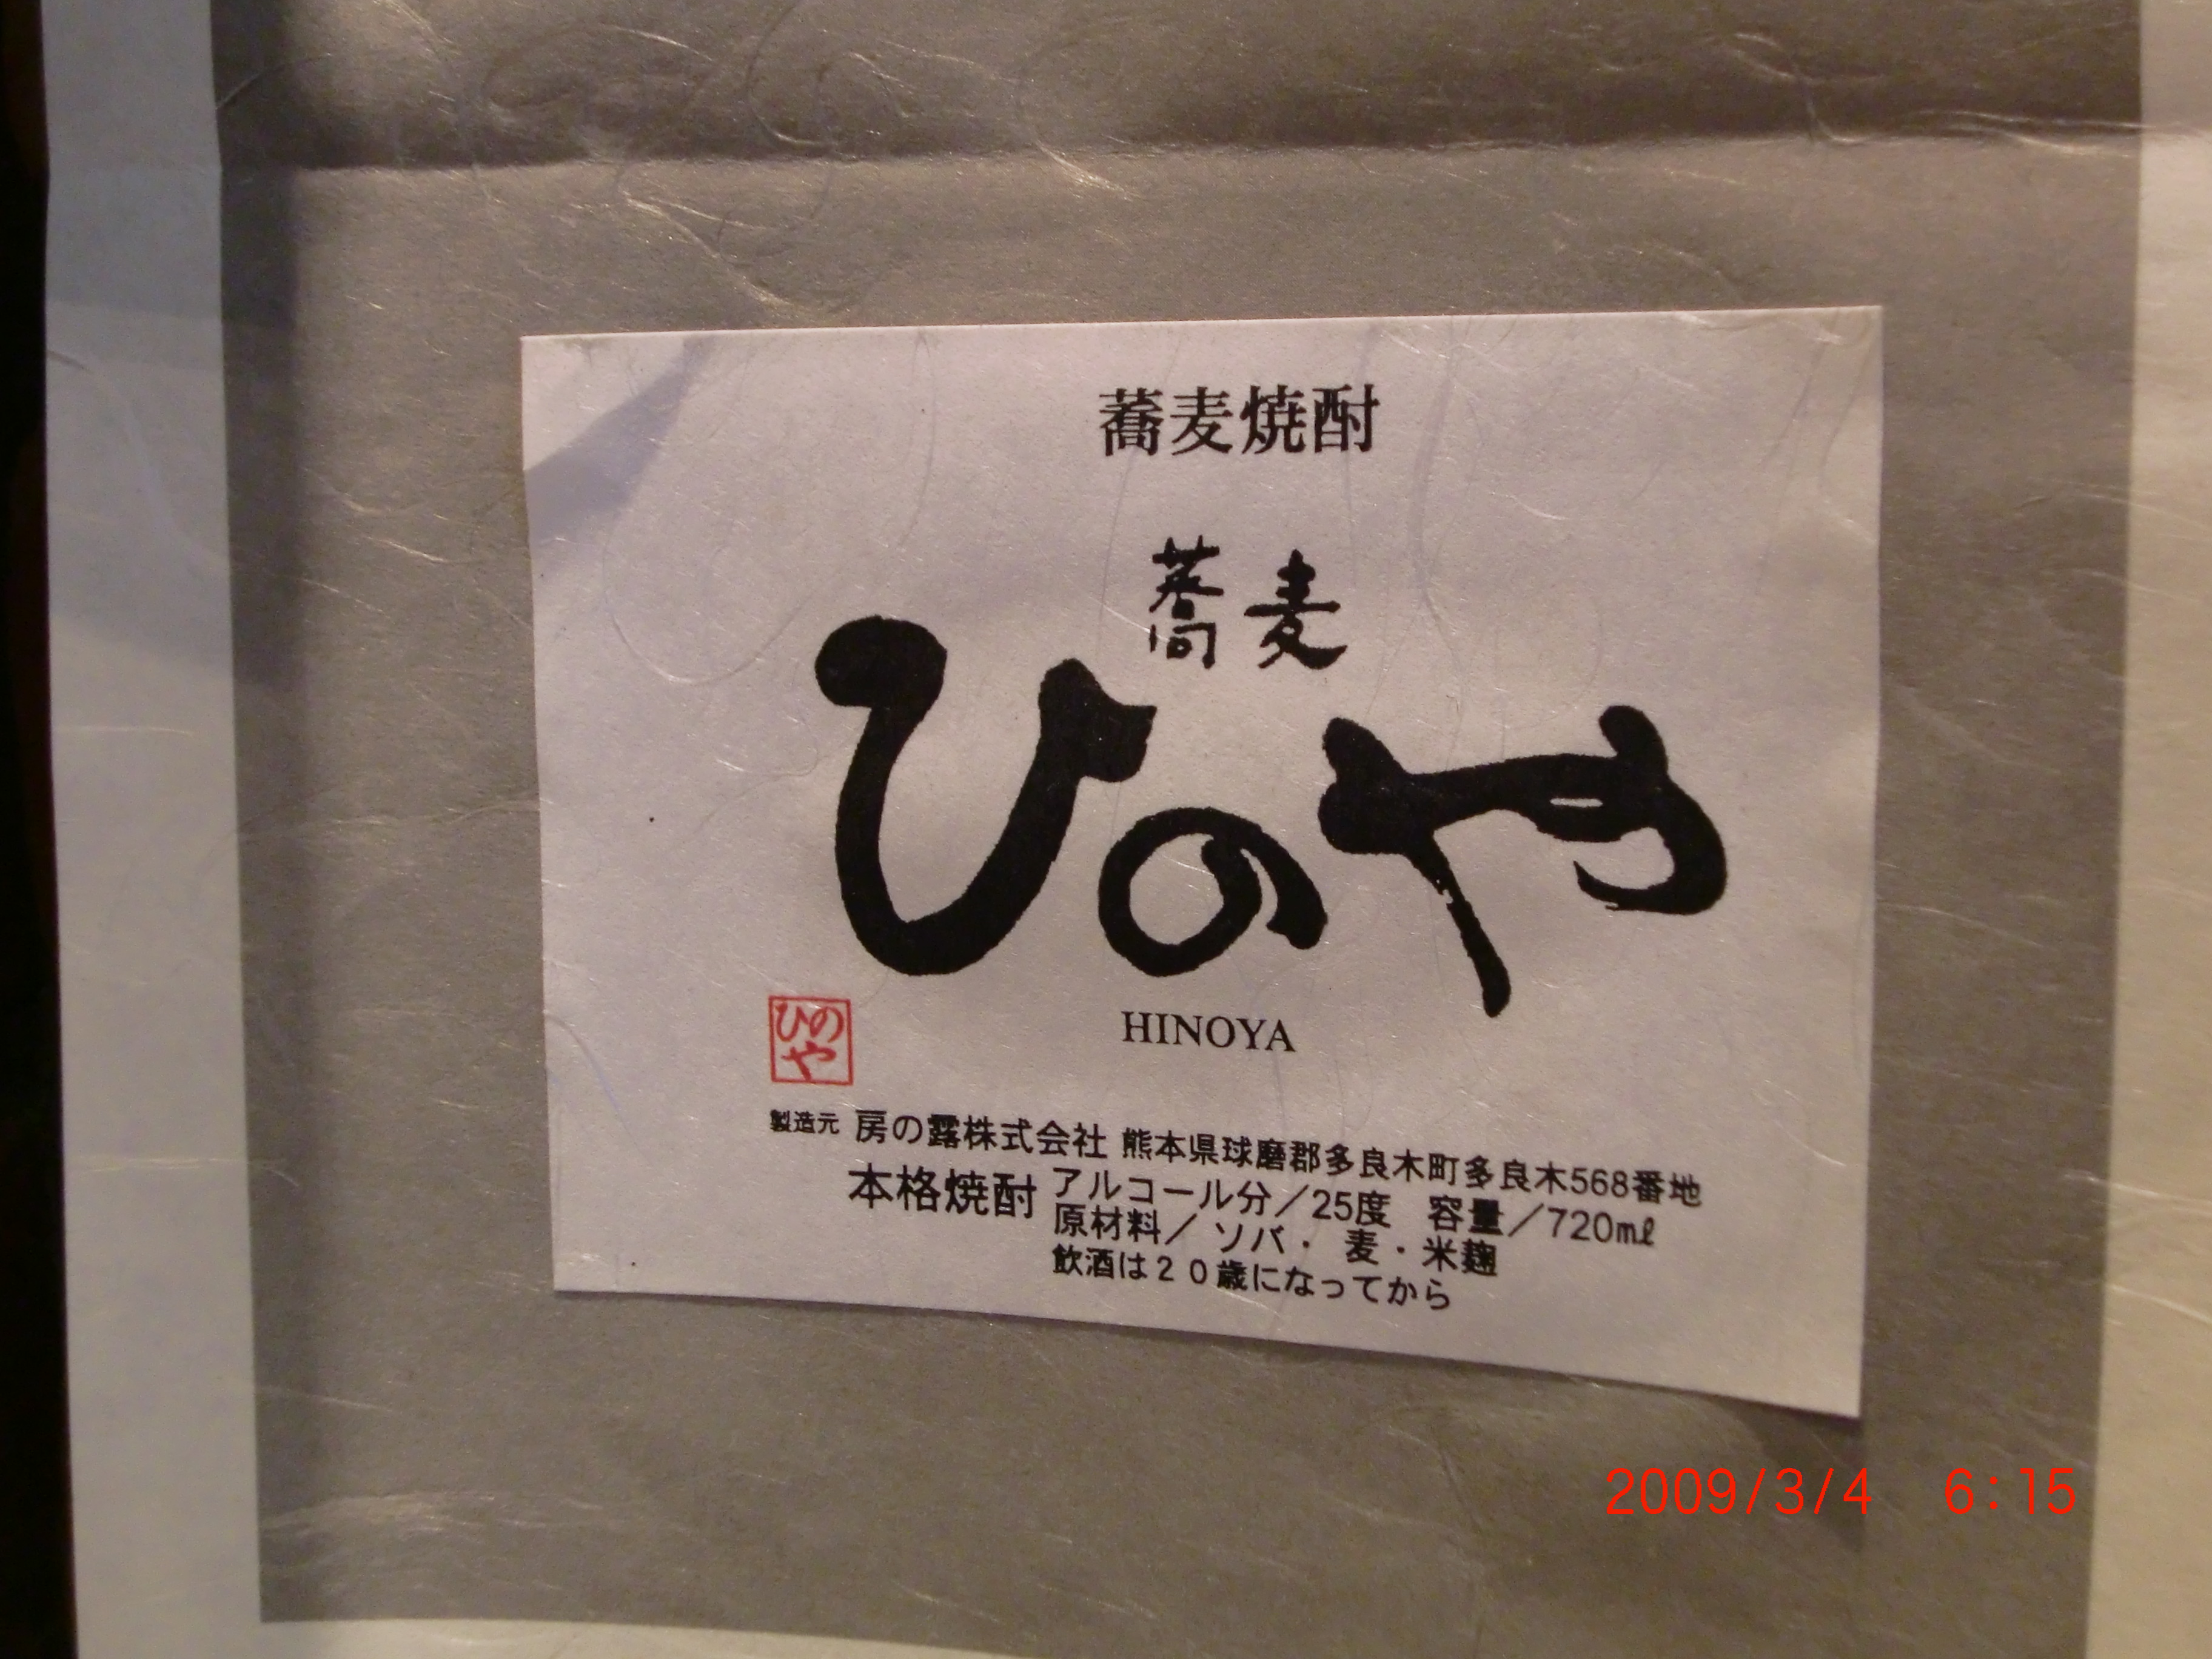 蕎麦焼酎
蕎麦
ひのや
HINOYA
ひの
や
製造元 房の露株式会社 熊本県球磨郡多良木町多良木568番地
本格焼酎 アルコール分／25度 容量／720mℓ
原材料／ソバ・麦・米麹
飲酒は２０歳になってから
2009/3/4 6:15